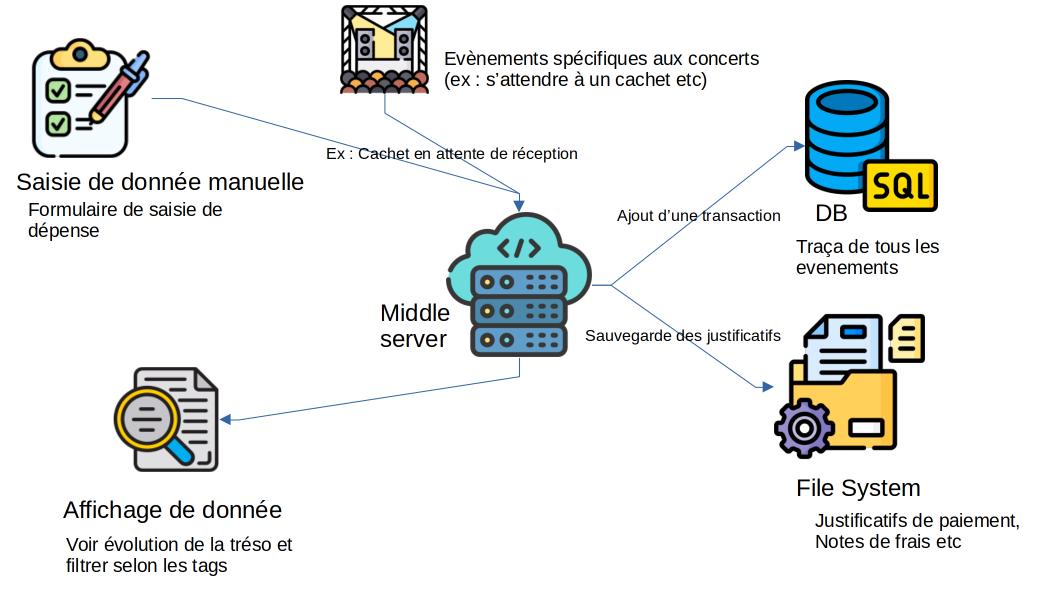 Evènements spécifiques aux concerts
(ex : s’attendre à un cachet etc)
Ex : Cachet en attente de réception
Saisie de donnée manuelle
Formulaire de saisie de
dépense
SQL
DB
Traça de tous les
evenements
Ajout d’une transaction
Middle
server
</>
Sauvegarde des justificatifs
File System
Justificatifs de paiement,
Notes de frais etc
Affichage de donnée
Voir évolution de la tréso et
filtrer selon les tags